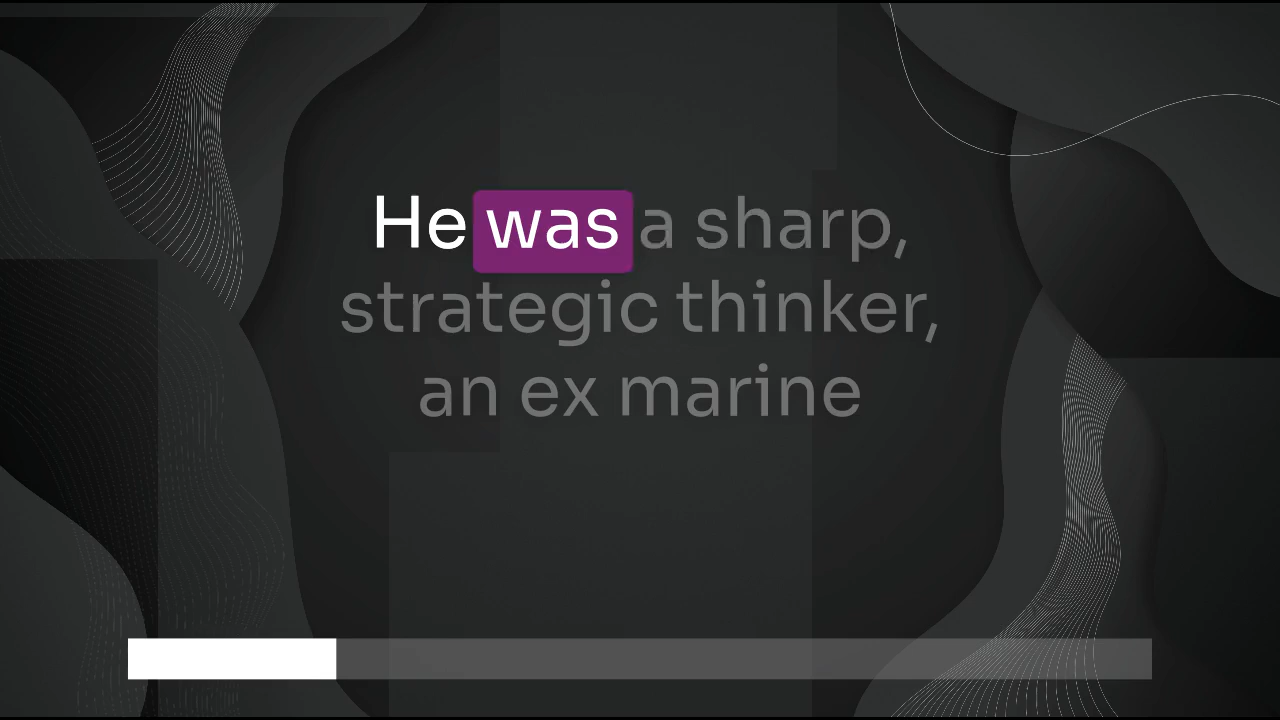 He was a sharp,
strategic thinker,
an ex marine